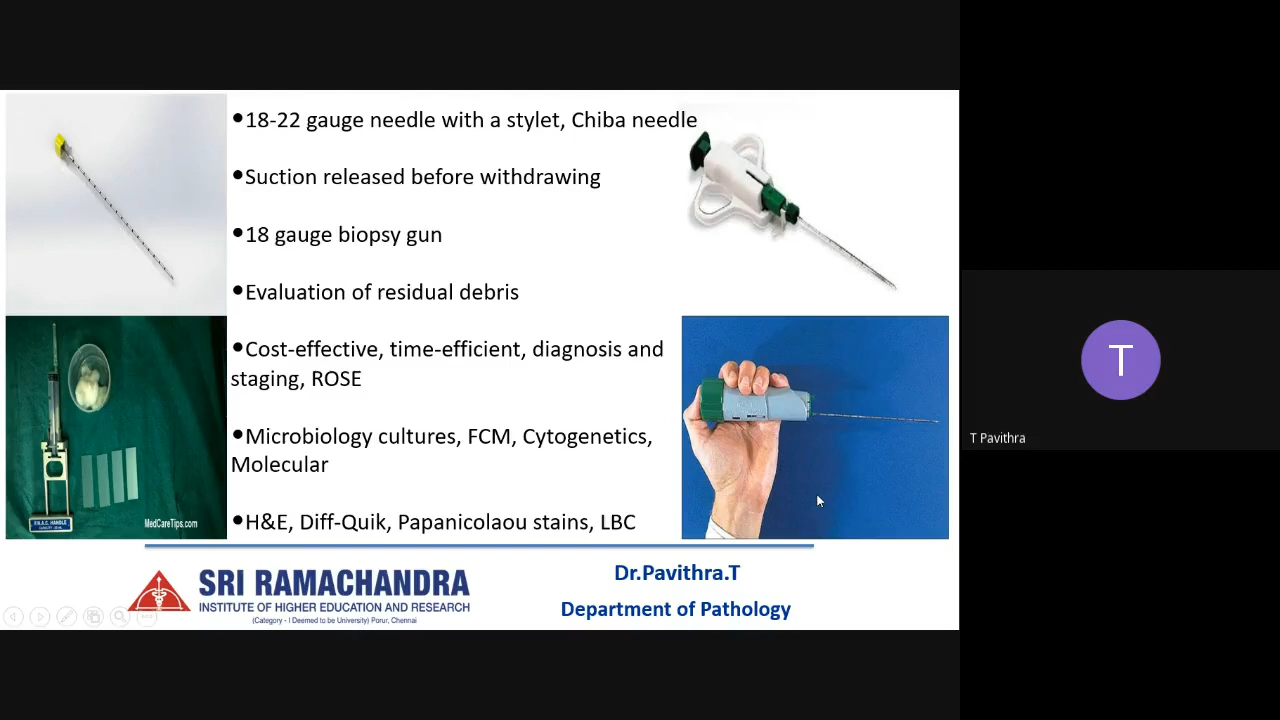 ●18-22 gauge needle with a stylet, Chiba needle
●Suction released before withdrawing
●18 gauge biopsy gun
●Evaluation of residual debris
●Cost-effective, time-efficient, diagnosis and
staging, ROSE
●Microbiology cultures, FCM, Cytogenetics,
Molecular
●H&E, Diff-Quik, Papanicolaou stains, LBC
F.N.A.C. HANDLE
MedCareTips.com
SRI RAMACHANDRA
INSTITUTE OF HIGHER EDUCATION AND RESEARCH
(Category - I Deemed to be University) Porur, Chennai
Dr.Pavithra.T
Department of Pathology
T
T Pavithra